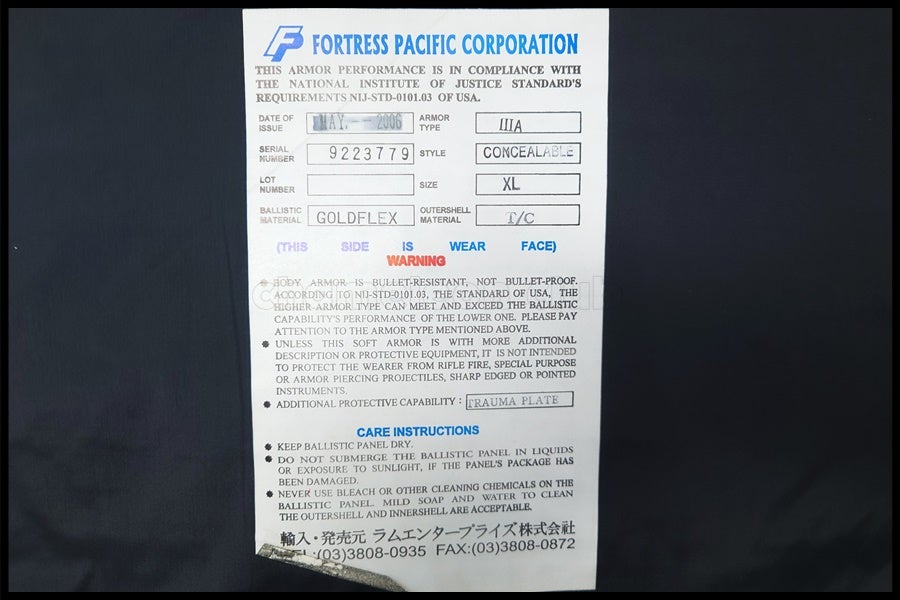 FP FORTRESS PACIFIC CORPORATION
THIS ARMOR PERFORMANCE IS IN COMPLIANCE WITH
THE NATIONAL INSTITUTE OF JUSTICE STANDARD'S
REQUIREMENTS NIJ-STD-0101.03 OF USA.
DATE OF ISSUE MAY.--2006 ARMOR TYPE IIIA
SERIAL NUMBER 9223779 STYLE CONCEALABLE
LOT NUMBER SIZE XL
BALLISTIC MATERIAL GOLDFLEX OUTERSHELL MATERIAL T/C
(THIS SIDE IS WEAR FACE)
WARNING
BODY ARMOR IS BULLET-RESISTANT, NOT BULLET-PROOF.
ACCORDING TO NIJ-STD-0101.03, THE STANDARD OF USA, THE
HIGHER ARMOR TYPE CAN MEET AND EXCEED THE BALLISTIC
CAPABILITY'S PERFORMANCE OF THE LOWER ONE. PLEASE PAY
ATTENTION TO THE ARMOR TYPE MENTIONED ABOVE.
UNLESS THIS SOFT ARMOR IS WITH MORE ADDITIONAL
DESCRIPTION OR PROTECTIVE EQUIPMENT, IT IS NOT INTENDED
TO PROTECT THE WEARER FROM RIFLE FIRE, SPECIAL PURPOSE
OR ARMOR PIERCING PROJECTILES, SHARP EDGED OR POINTED
INSTRUMENTS.
ADDITIONAL PROTECTIVE CAPABILITY : TRAUMA PLATE
CARE INSTRUCTIONS
KEEP BALLISTIC PANEL DRY.
DO NOT SUBMERGE THE BALLISTIC PANEL IN LIQUIDS
OR EXPOSURE TO SUNLIGHT, IF THE PANEL'S PACKAGE HAS
BEEN DAMAGED.
NEVER USE BLEACH OR OTHER CLEANING CHEMICALS ON THE
BALLISTIC PANEL. MILD SOAP AND WATER TO CLEAN
THE OUTERSHELL AND INNERSHELL ARE ACCEPTABLE.
輸入・発売元 ラムエンタープライズ株式会社
TEL:(03)3808-0935 FAX:(03)3808-0872